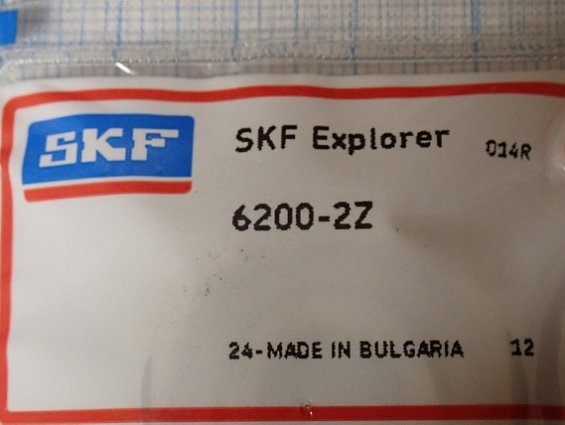 SKF
SKF Explorer 014R
6200-2Z
24-MADE IN BULGARIA 12